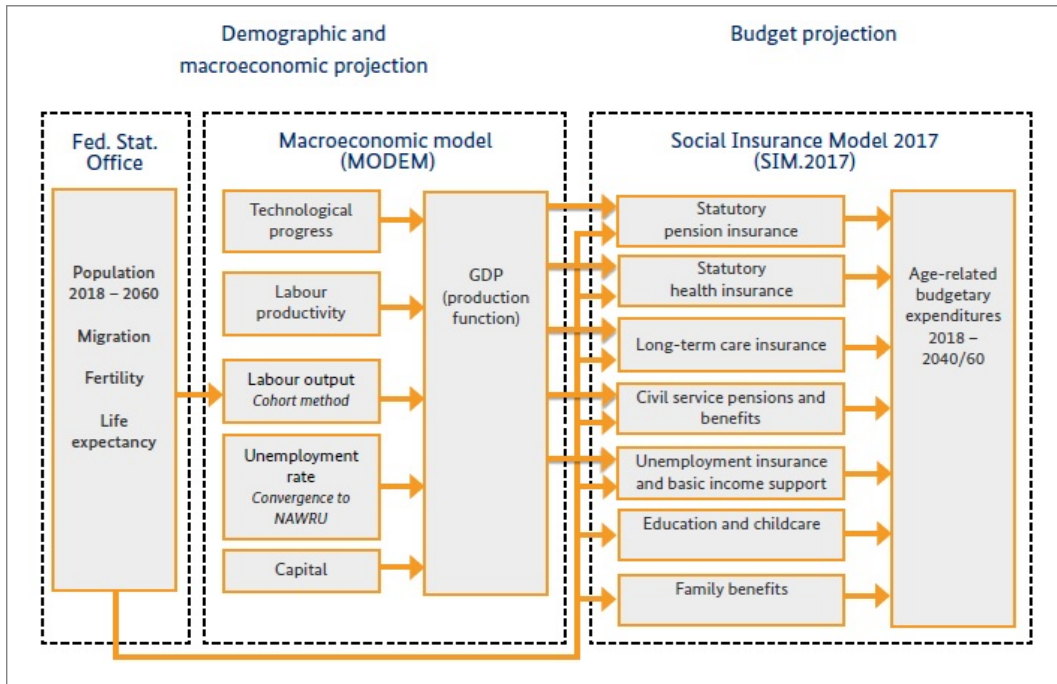 Demographic and
macroeconomic projection
Budget projection
Fed. Stat.
Office
Population
2018 – 2060
Migration
Fertility
Life
expectancy
Macroeconomic model
(MODEM)
Technological
progress
Labour
productivity
Labour output
Cohort method
Unemployment
rate
Convergence to
NAWRU
Capital
GDP
(production
function)
Social Insurance Model 2017
(SIM.2017)
Statutory
pension insurance
Statutory
health insurance
Long-term care insurance
Civil service pensions and
benefits
Unemployment insurance
and basic income support
Education and childcare
Family benefits
Age-related
budgetary
expenditures
2018 –
2040/60